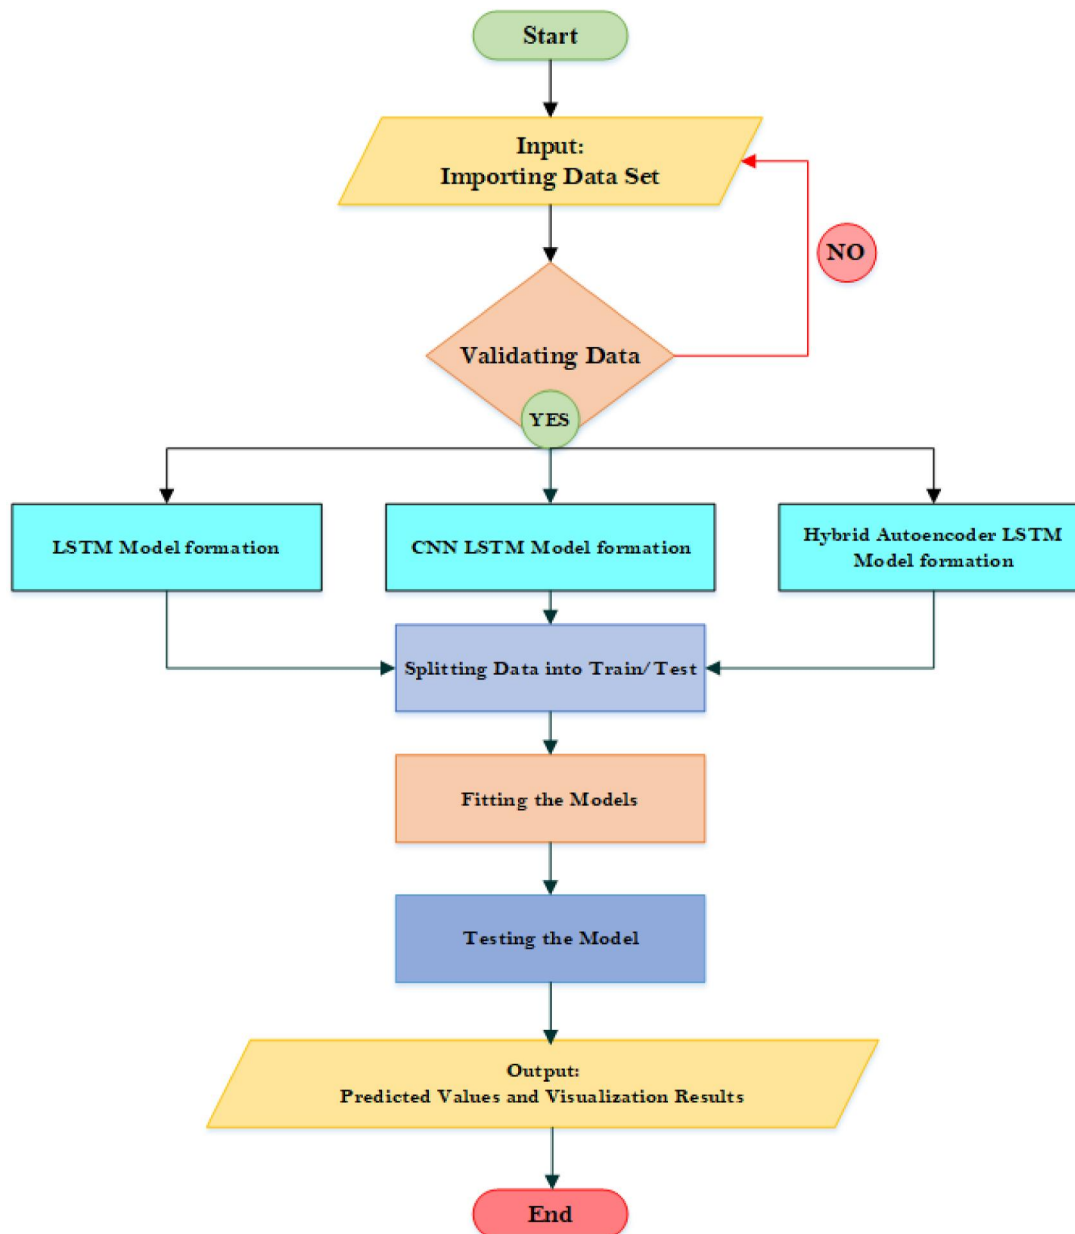 Start
Input:
Importing Data Set
NO
Validating Data
YES
LSTM Model formation
CNN LSTM Model formation
Hybrid Autoencoder LSTM
Model formation
Splitting Data into Train/Test
Fitting the Models
Testing the Model
Output:
Predicted Values and Visualization Results
End